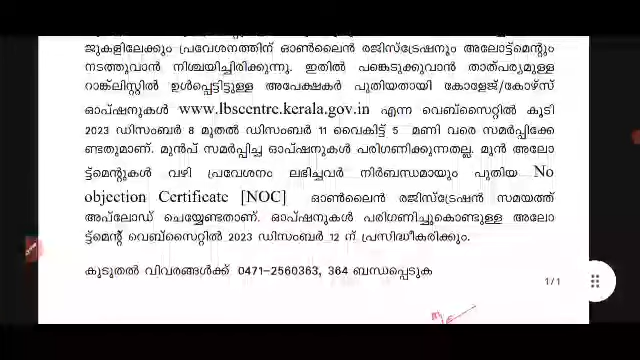 ജുകളിലേക്കും പ്രവേശനത്തിന് ഓൺലൈൻ രജിസ്ട്രേഷനും അലോട്ട്മെന്റും
നടത്തുവാൻ നിശ്ചയിച്ചിരിക്കുന്നു. ഇതിൽ പങ്കെടുക്കുവാൻ താത്പര്യമുള്ള
റാങ്ക്ലിസ്റ്റിൽ ഉൾപ്പെട്ടിട്ടുള്ള അപേക്ഷകർ പുതിയതായി കോളേജ്/കോഴ്സ്
ഓപ്ഷനുകൾ www.lbscentre.kerala.gov.in എന്ന വെബ്സൈറ്റിൽ കൂടി
2023 ഡിസംബർ 8 മുതൽ ഡിസംബർ 11 വൈകിട്ട് 5 മണി വരെ സമർപ്പിക്കേ
ണ്ടതുമാണ്. മുൻപ് സമർപ്പിച്ച ഓപ്ഷനുകൾ പരിഗണിക്കുന്നതല്ല. മുൻ അലോ
ട്ട്മെന്റുകൾ വഴി പ്രവേശനം ലഭിച്ചവർ നിർബന്ധമായും പുതിയ No
objection Certificate [NOC] ഓൺലൈൻ രജിസ്ട്രേഷൻ സമയത്ത്
അപ്‌ലോഡ് ചെയ്യേണ്ടതാണ്. ഓപ്ഷനുകൾ പരിഗണിച്ചുകൊണ്ടുള്ള അലോ
ട്ട്മെന്റ് വെബ്സൈറ്റിൽ 2023 ഡിസംബർ 12 ന് പ്രസിദ്ധീകരിക്കും.
കൂടുതൽ വിവരങ്ങൾക്ക് 0471-2560363, 364 ബന്ധപ്പെടുക
1/1